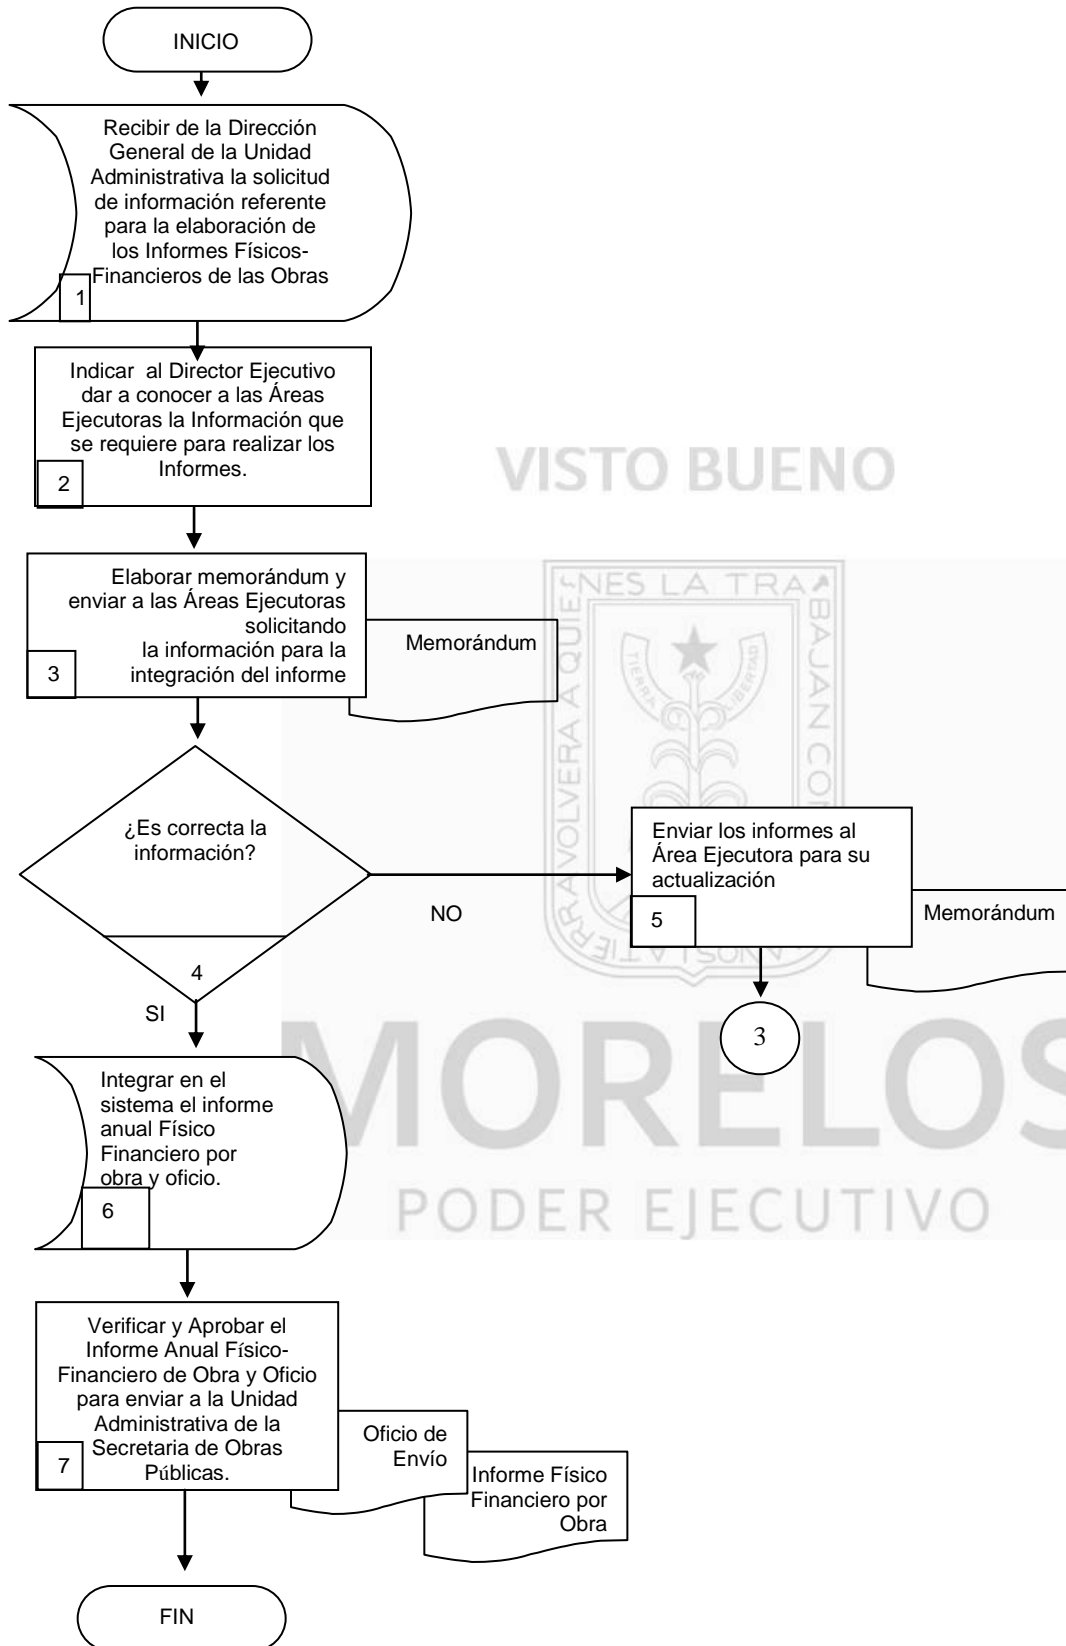 INICIO
Recibir de la Dirección
General de la Unidad
Administrativa la solicitud
de información referente
para la elaboración de
los Informes Físicos-
Financieros de las Obras
1
Indicar al Director Ejecutivo
dar a conocer a las Áreas
Ejecutoras la Información que
se requiere para realizar los
Informes.
2
VISTO BUENO
Elaborar memorándum y
enviar a las Áreas Ejecutoras
solicitando
la información para la
integración del informe
3
Memorándum
TIERRA
LIBERTAD
¿Es correcta la
información?
4
NO
SI
Enviar los informes al
Área Ejecutora para su
actualización
5
Memorándum
3
MORELOS
PODER EJECUTIVO
Integrar en el
sistema el informe
anual Físico
Financiero por
obra y oficio.
6
Verificar y Aprobar el
Informe Anual Físico-
Financiero de Obra y Oficio
para enviar a la Unidad
Administrativa de la
Secretaria de Obras
Públicas.
7
Oficio de
Envío
Informe Físico
Financiero por
Obra
FIN